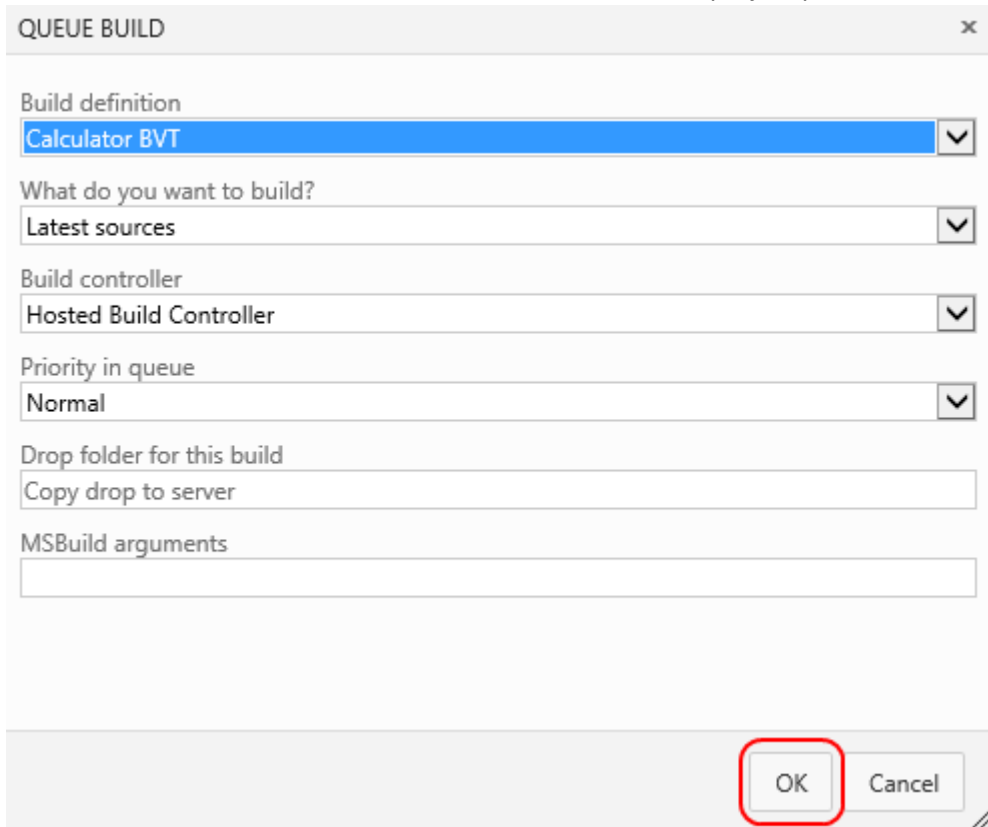 QUEUE BUILD
Build definition
Calculator BVT
What do you want to build?
Latest sources
Build controller
Hosted Build Controller
Priority in queue
Normal
Drop folder for this build
Copy drop to server
MSBuild arguments
OK Cancel